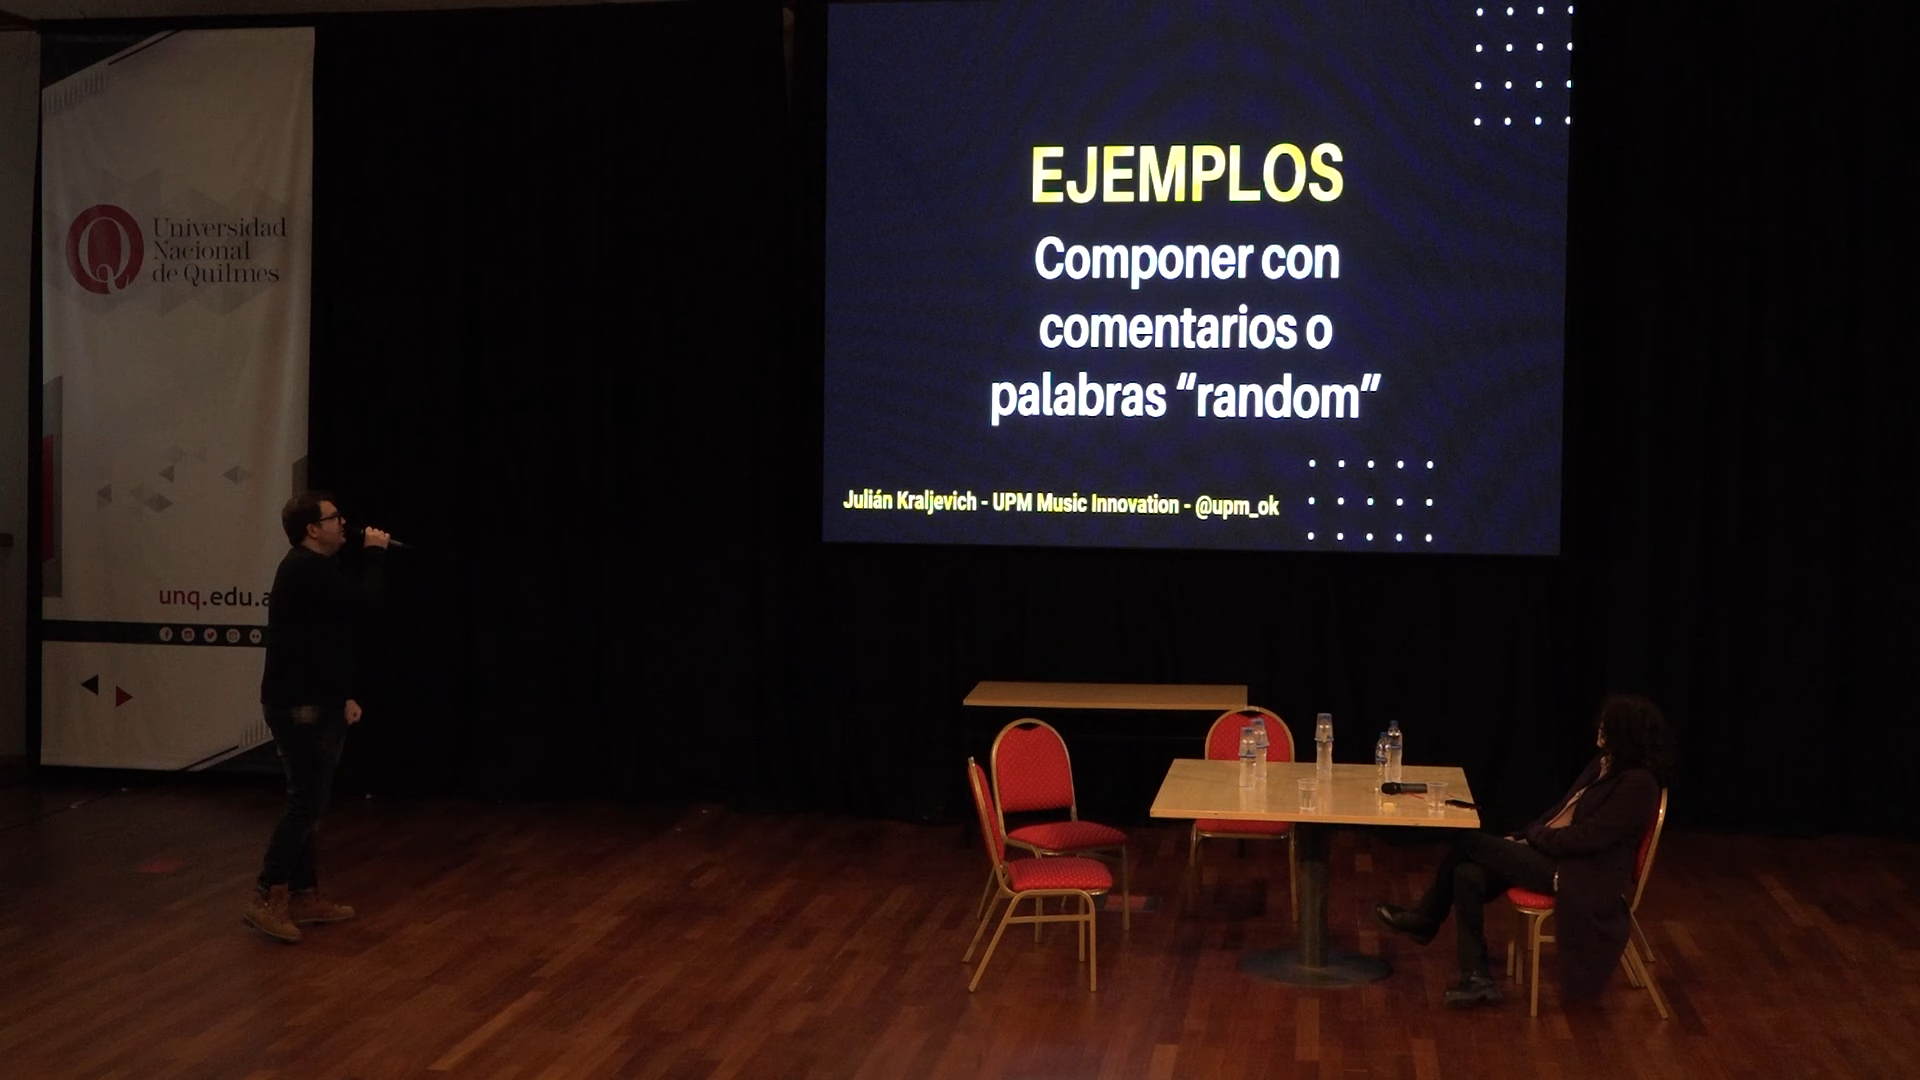 Universidad
Nacional
de Quilmes
unq.edu.a
EJEMPLOS
Componer con
comentarios o
palabras “random”
Julián Kraljevich - UPM Music Innovation - @upm_ok